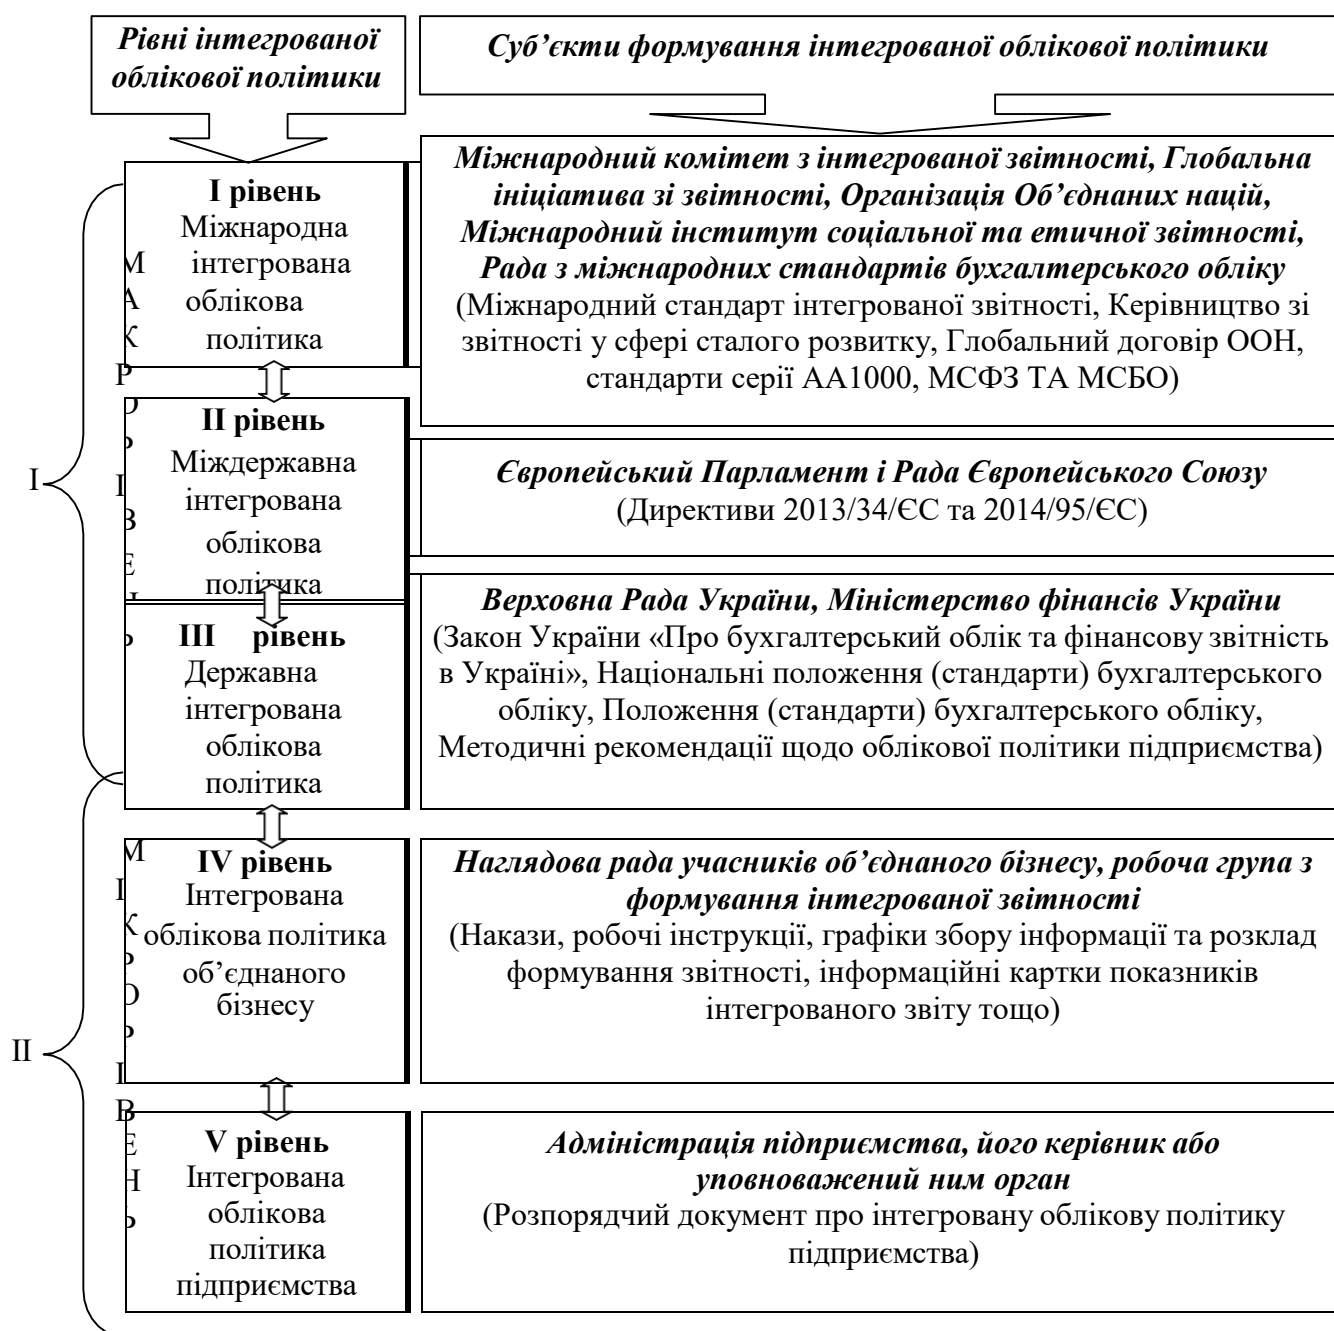 Рівні інтегрованої
облікової політики
Суб’єкти формування інтегрованої облікової політики
І рівень
Міжнародна
інтегрована
облікова
політика
Міжнародний комітет з інтегрованої звітності, Глобальна
ініціатива зі звітності, Організація Об’єднаних націй,
Міжнародний інститут соціальної та етичної звітності,
Рада з міжнародних стандартів бухгалтерського обліку
(Міжнародний стандарт інтегрованої звітності, Керівництво зі
звітності у сфері сталого розвитку, Глобальний договір ООН,
стандарти серії АА1000, МСФЗ ТА МСБО)
М
А
К
Р
О
Р
І
В
Е
Н
Ь
І
ІІ рівень
Міждержавна
інтегрована
облікова
політика
Європейський Парламент і Рада Європейського Союзу
(Директиви 2013/34/ЄС та 2014/95/ЄС)
ІІІ рівень
Державна
інтегрована
облікова
політика
Верховна Рада України, Міністерство фінансів України
(Закон України «Про бухгалтерський облік та фінансову звітність
в Україні», Національні положення (стандарти) бухгалтерського
обліку, Положення (стандарти) бухгалтерського обліку,
Методичні рекомендації щодо облікової політики підприємства)
ІV рівень
Інтегрована
облікова політика
об’єднаного
бізнесу
Наглядова рада учасників об’єднаного бізнесу, робоча група з
формування інтегрованої звітності
(Накази, робочі інструкції, графіки збору інформації та розклад
формування звітності, інформаційні картки показників
інтегрованого звіту тощо)
М
І
К
Р
О
Р
І
В
Е
Н
Ь
ІІ
V рівень
Інтегрована
облікова
політика
підприємства
Адміністрація підприємства, його керівник або
уповноважений ним орган
(Розпорядчий документ про інтегровану облікову політику
підприємства)